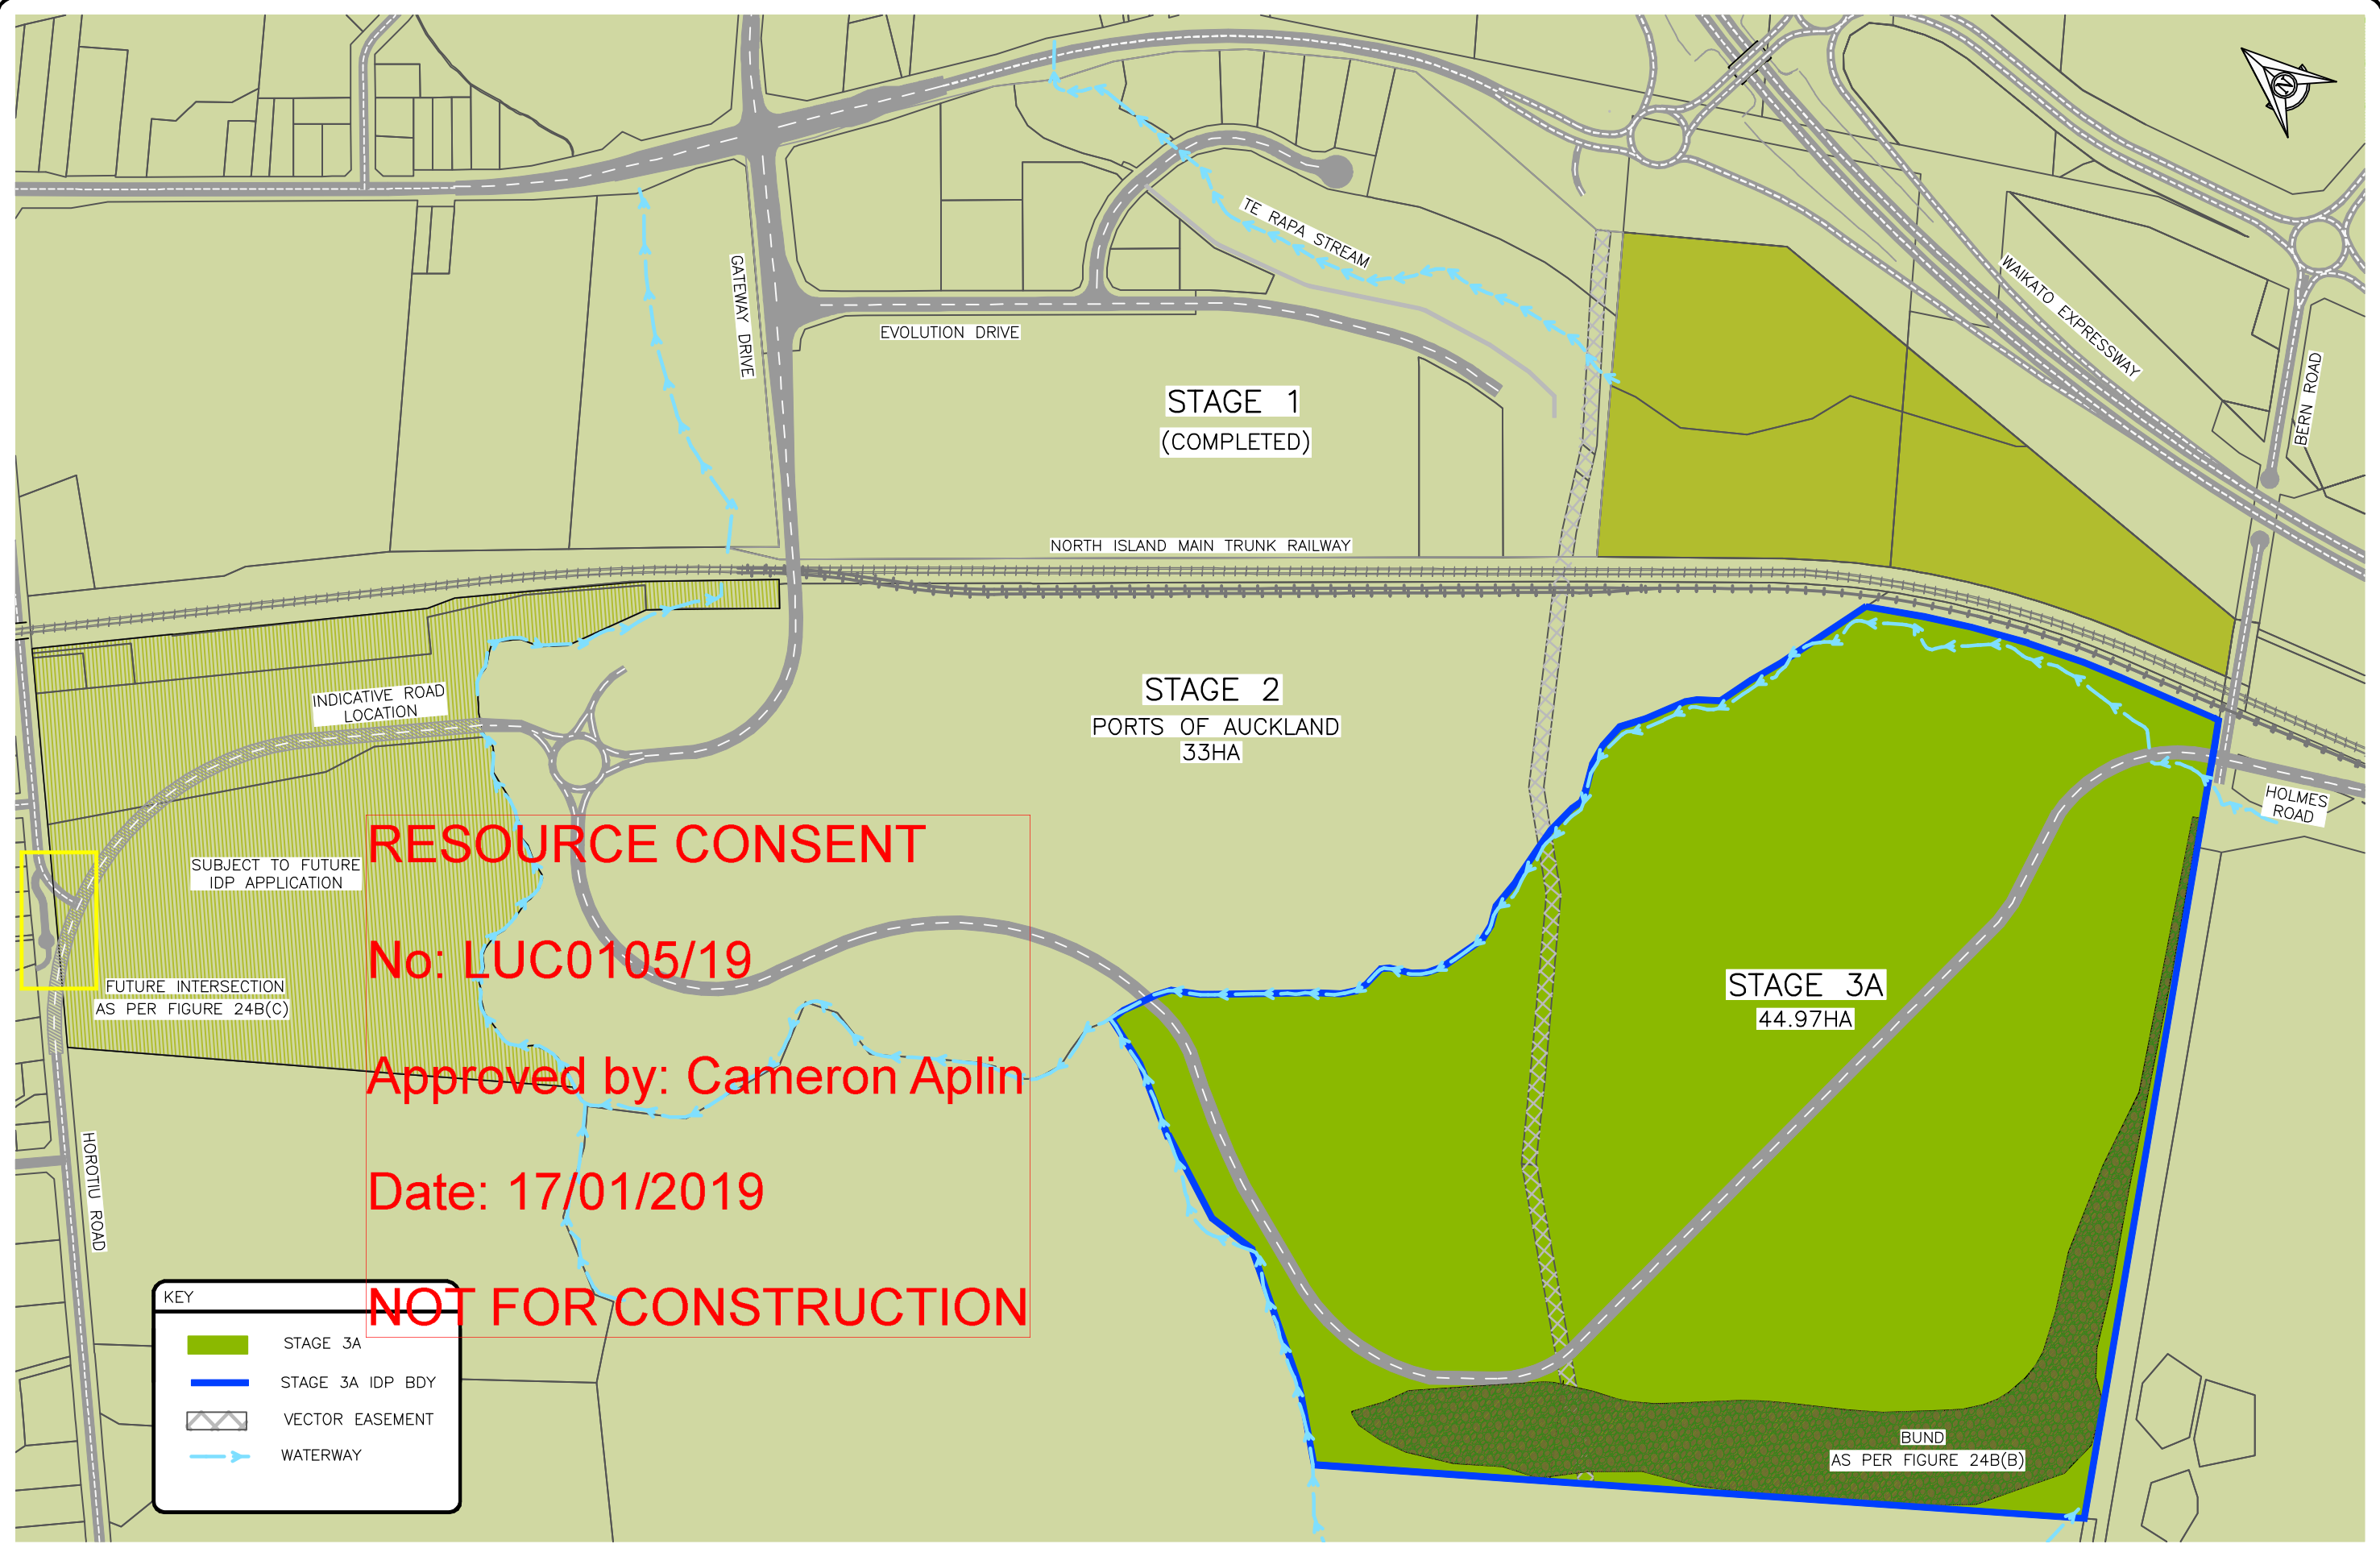 N
TE RAPA STREAM
GATEWAY DRIVE
WAIKATO EXPRESSWAY
EVOLUTION DRIVE
BERN ROAD
STAGE 1
(COMPLETED)
NORTH ISLAND MAIN TRUNK RAILWAY
INDICATIVE ROAD
LOCATION
STAGE 2
PORTS OF AUCKLAND
33HA
HOLMES
ROAD
SUBJECT TO FUTURE
IDP APPLICATION
FUTURE INTERSECTION
AS PER FIGURE 24B(C)
STAGE 3A
44.97HA
RESOURCE CONSENT
No: LUC0105/19
Approved by: Cameron Aplin
Date: 17/01/2019
NOT FOR CONSTRUCTION
HOROTIU ROAD
KEY
STAGE 3A
STAGE 3A IDP BDY
VECTOR EASEMENT
WATERWAY
BUND
AS PER FIGURE 24B(B)